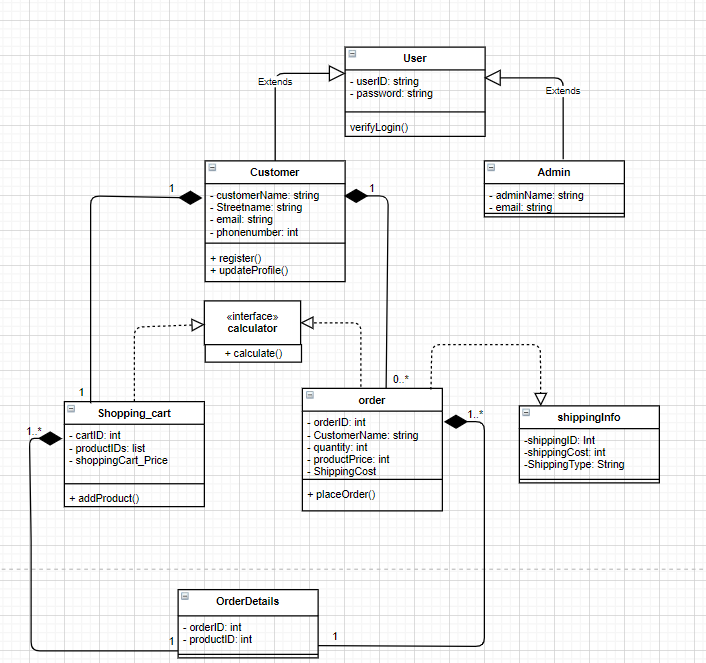 User
- userID: string
- password: string
verifyLogin()
Extends
Extends
Customer
- customerName: string
- Streetname: string
- email: string
- phonenumber: int
+ register()
+ updateProfile()
Admin
- adminName: string
- email: string
1
1
«interface»
calculator
+ calculate()
1
0..*
Shopping_cart
- cartID: int
- productIDs: list
- shoppingCart_Price
+ addProduct()
order
- orderID: int
- CustomerName: string
- quantity: int
- productPrice: int
- ShippingCost
+ placeOrder()
shippingInfo
-shippingID: Int
-shippingCost: int
-ShippingType: String
1..*
1..*
OrderDetails
- orderID: int
- productID: int
1
1